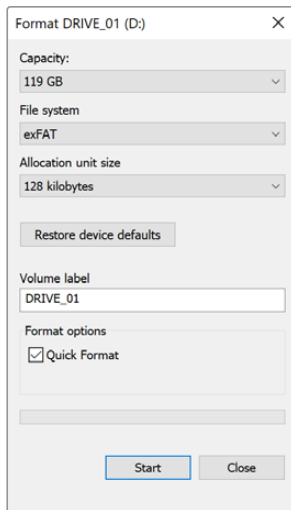 Format DRIVE_01 (D:)
Capacity:
119 GB
File system
exFAT
Allocation unit size
128 kilobytes
Restore device defaults
Volume label
DRIVE_01
Format options
Quick Format
Start Close